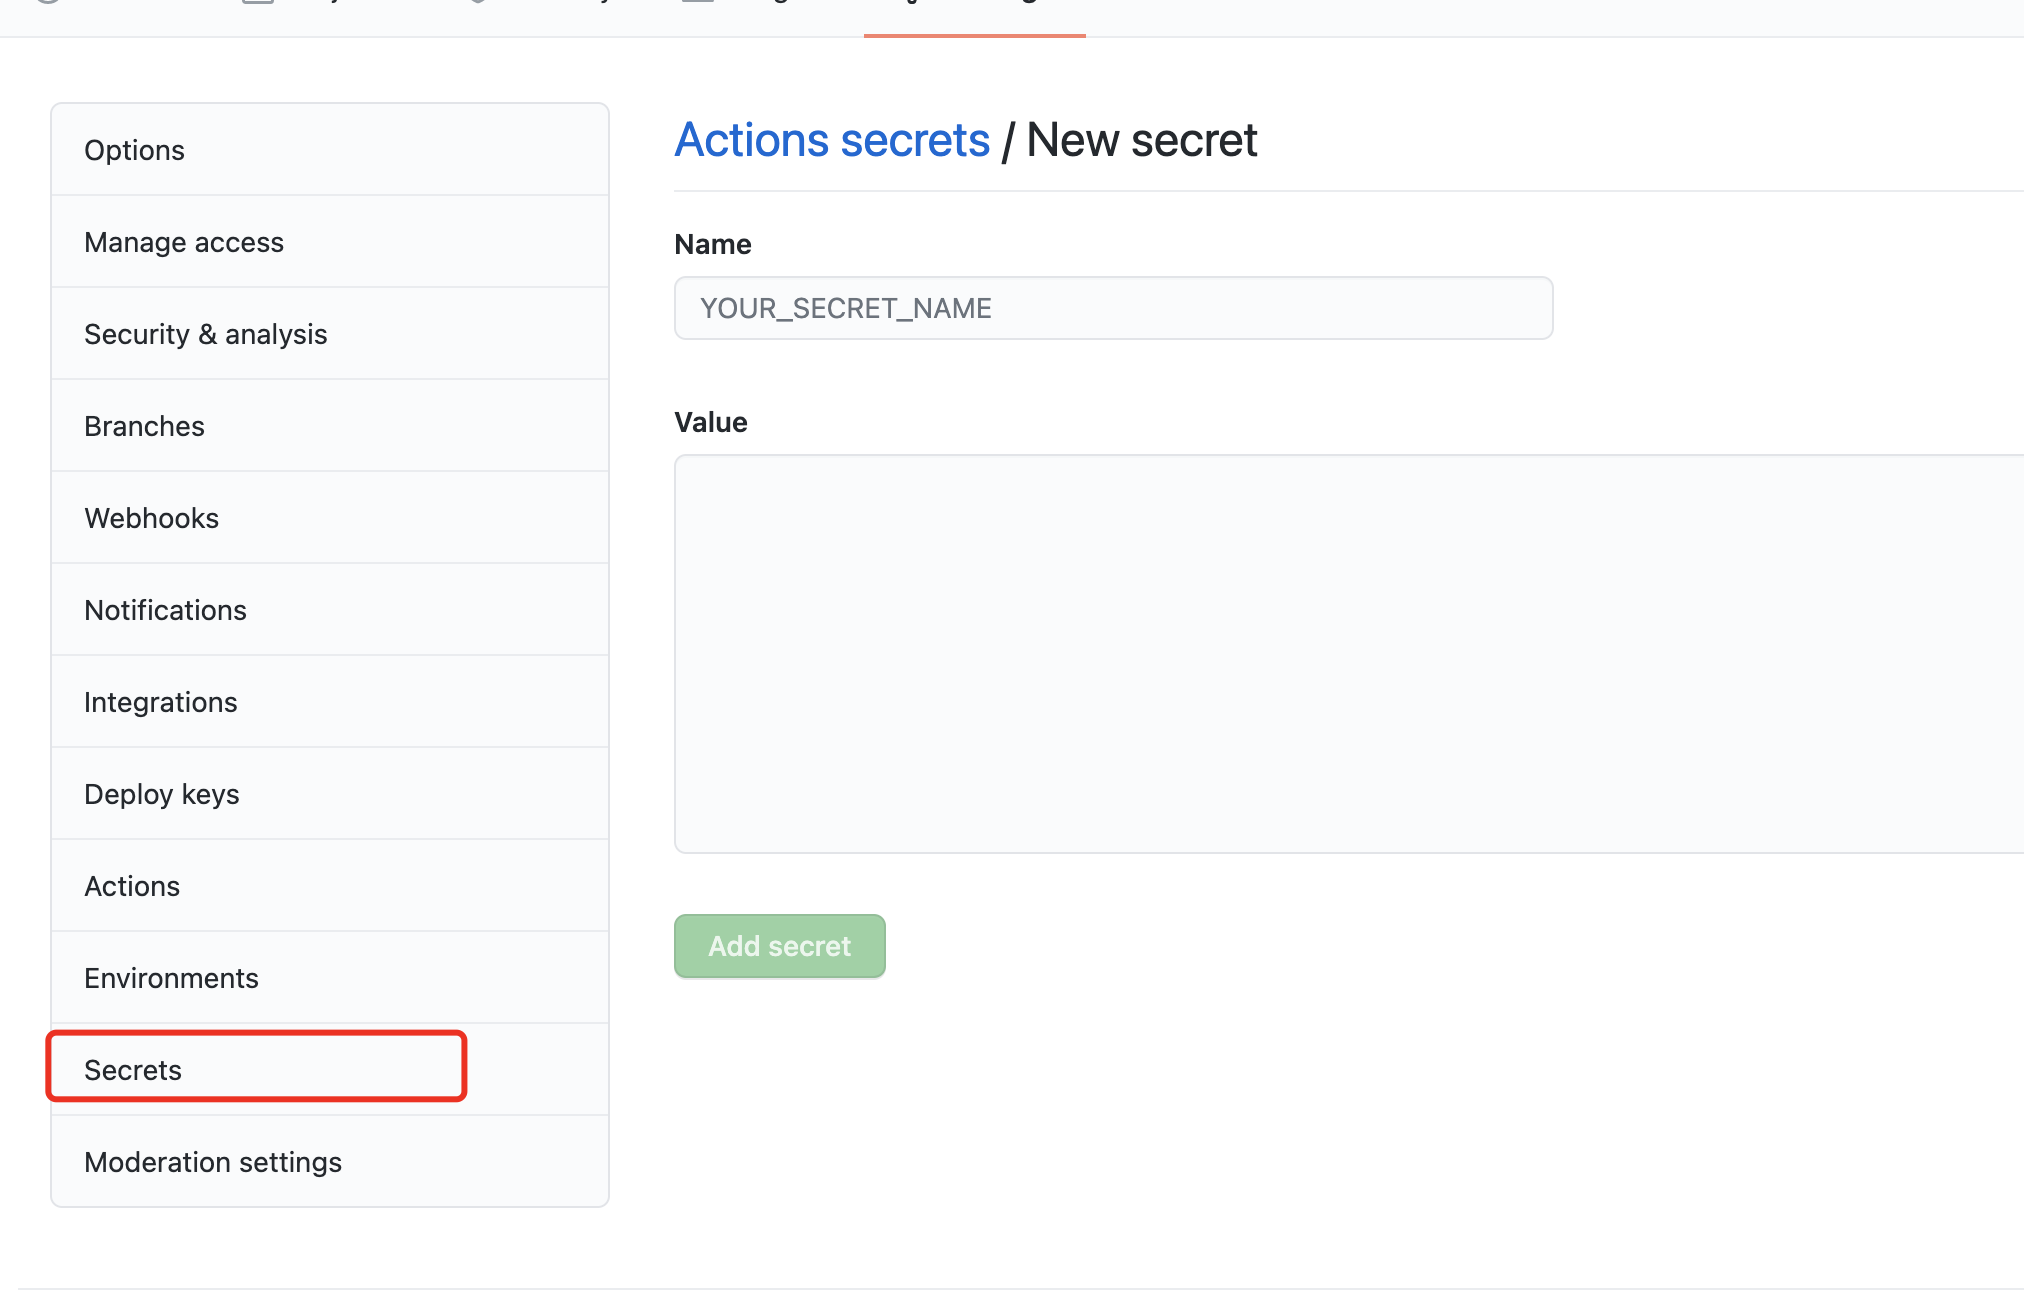 Options
Manage access
Security & analysis
Branches
Webhooks
Notifications
Integrations
Deploy keys
Actions
Environments
Secrets
Moderation settings
Actions secrets / New secret
Name
YOUR_SECRET_NAME
Value
Add secret